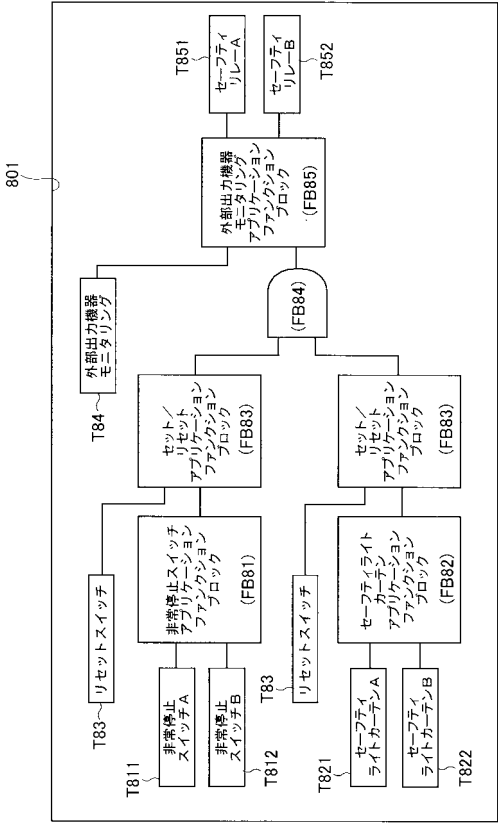 801
T83
リセットスイッチ
T811
非常停止
スイッチA
T812
非常停止
スイッチB
非常停止スイッチ
アプリケーション
ファンクション
ブロック
(FB81)
セット/
リセット
アプリケーション
ファンクション
ブロック
(FB83)
T84
外部出力機器
モニタリング
T83
リセットスイッチ
T821
セーフティ
ライトカーテンA
T822
セーフティ
ライトカーテンB
セーフティライト
カーテン
アプリケーション
ファンクション
ブロック
(FB82)
セット/
リセット
アプリケーション
ファンクション
ブロック
(FB83)
(FB84)
外部出力機器
モニタリング
アプリケーション
ファンクション
ブロック
(FB85)
T851
セーフティ
リレーA
セーフティ
リレーB
T852